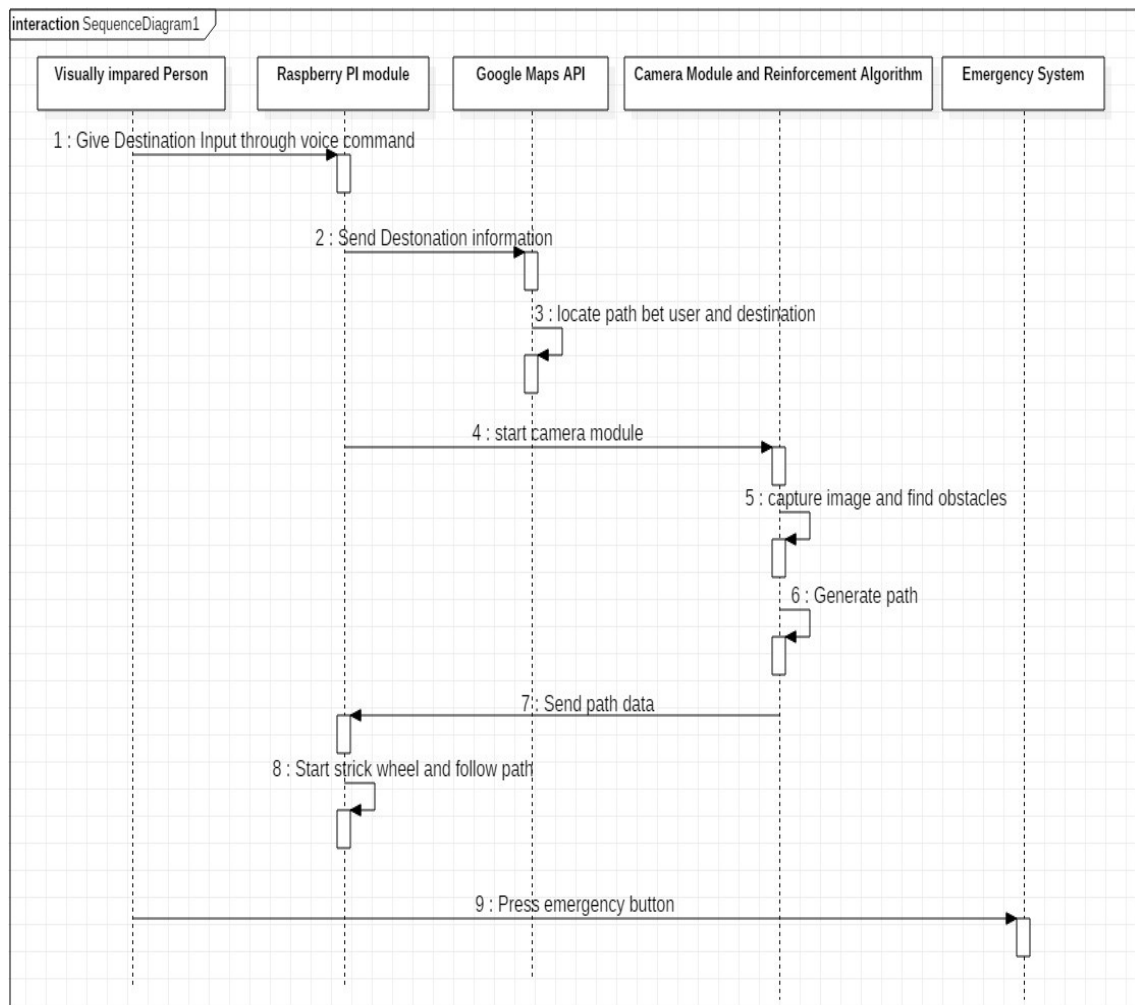 interaction SequenceDiagram1
Visually impared Person
Raspberry PI module
Google Maps API
Camera Module and Reinforcement Algorithm
Emergency System
1 : Give Destination Input through voice command
2 : Send Destonation information
3 : locate path bet user and destination
4 : start camera module
5 : capture image and find obstacles
6 : Generate path
7 : Send path data
8 : Start strick wheel and follow path
9 : Press emergency button